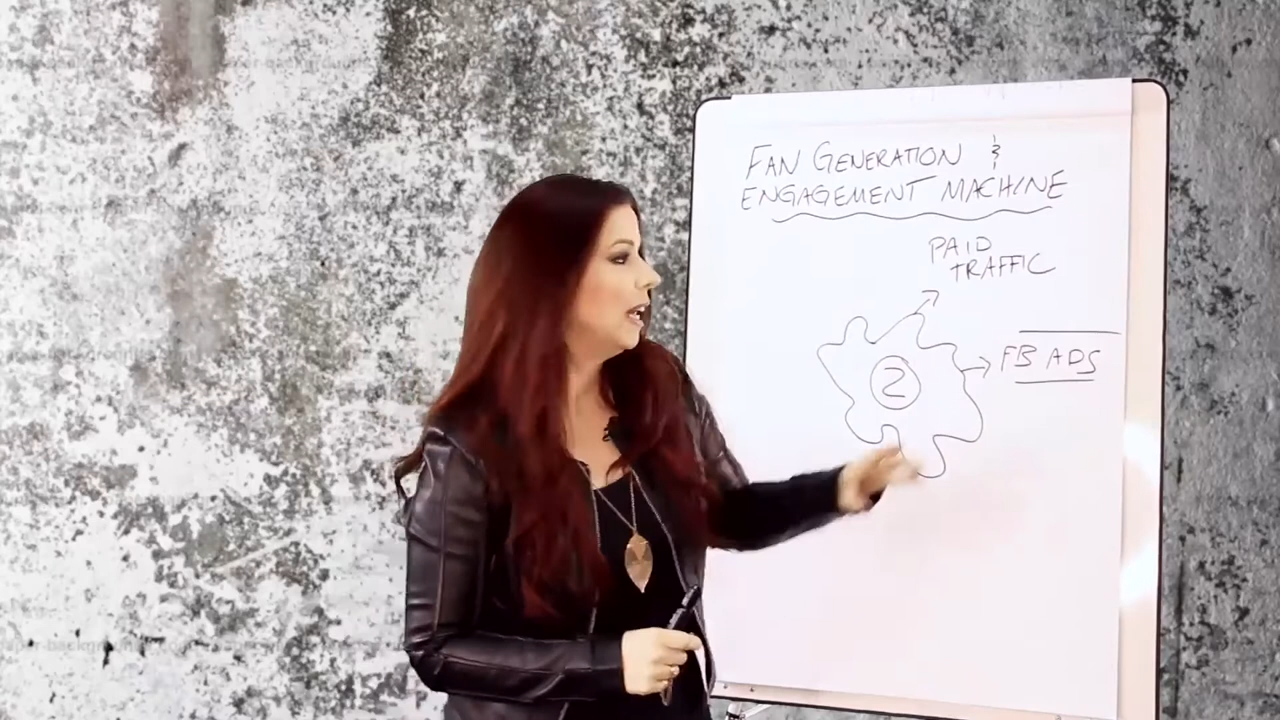 FAN GENERATION &
ENGAGEMENT MACHINE
PAID
TRAFFIC
2
FB ADS